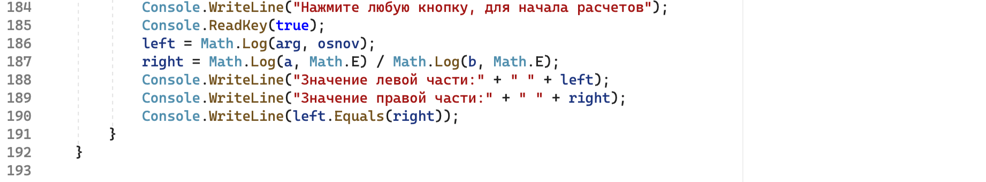 184 Console.WriteLine("Нажмите любую кнопку, для начала расчетов");
185 Console.ReadKey(true);
186 left = Math.Log(arg, osnov);
187 right = Math.Log(a, Math.E) / Math.Log(b, Math.E);
188 Console.WriteLine("Значение левой части:" + " " + left);
189 Console.WriteLine("Значение правой части:" + " " + right);
190 Console.WriteLine(left.Equals(right));
191 }
192 }
193